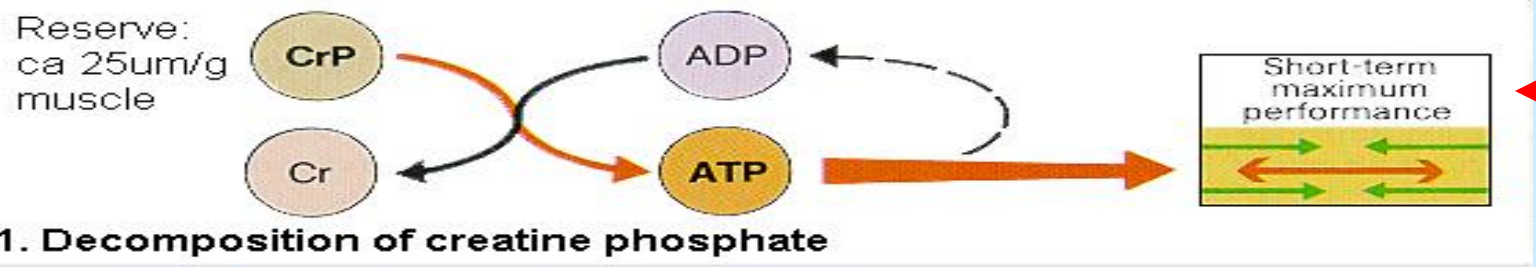 Reserve:
ca 25um/g
muscle
CrP
ADP
Short-term
maximum
performance
Cr
ATP
1. Decomposition of creatine phosphate